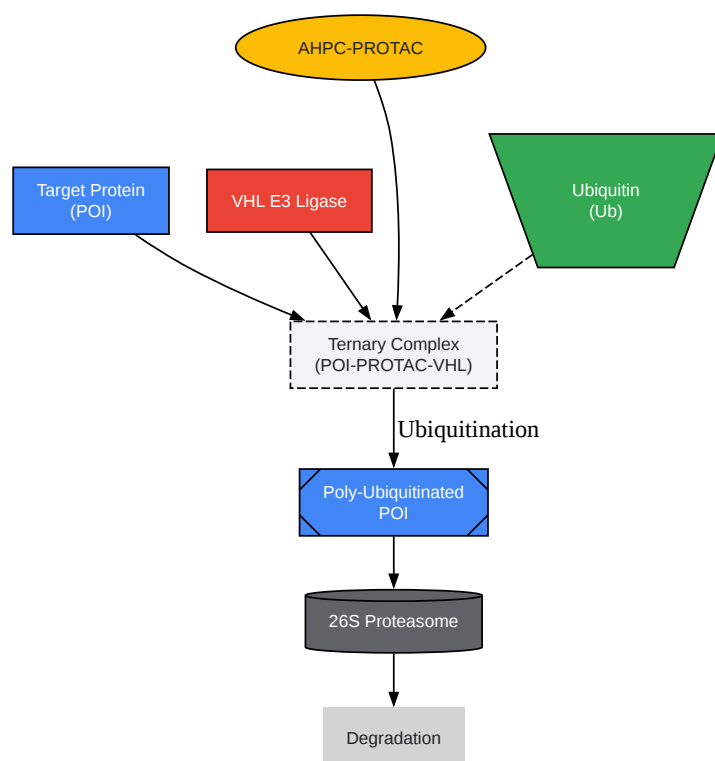 AHPC-PROTAC
Target Protein
(POI)
VHL E3 Ligase
Ubiquitin
(Ub)
Ternary Complex
(POI-PROTAC-VHL)
Ubiquitination
Poly-Ubiquitinated
POI
26S Proteasome
Degradation